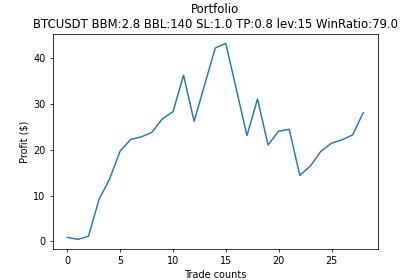 Portfolio
BTCUSDT BBM:2.8 BBL:140 SL:1.0 TP:0.8 lev:15 WinRatio:79.0
Profit ($)
40
30
20
10
0
0 5 10 15 20 25
Trade counts